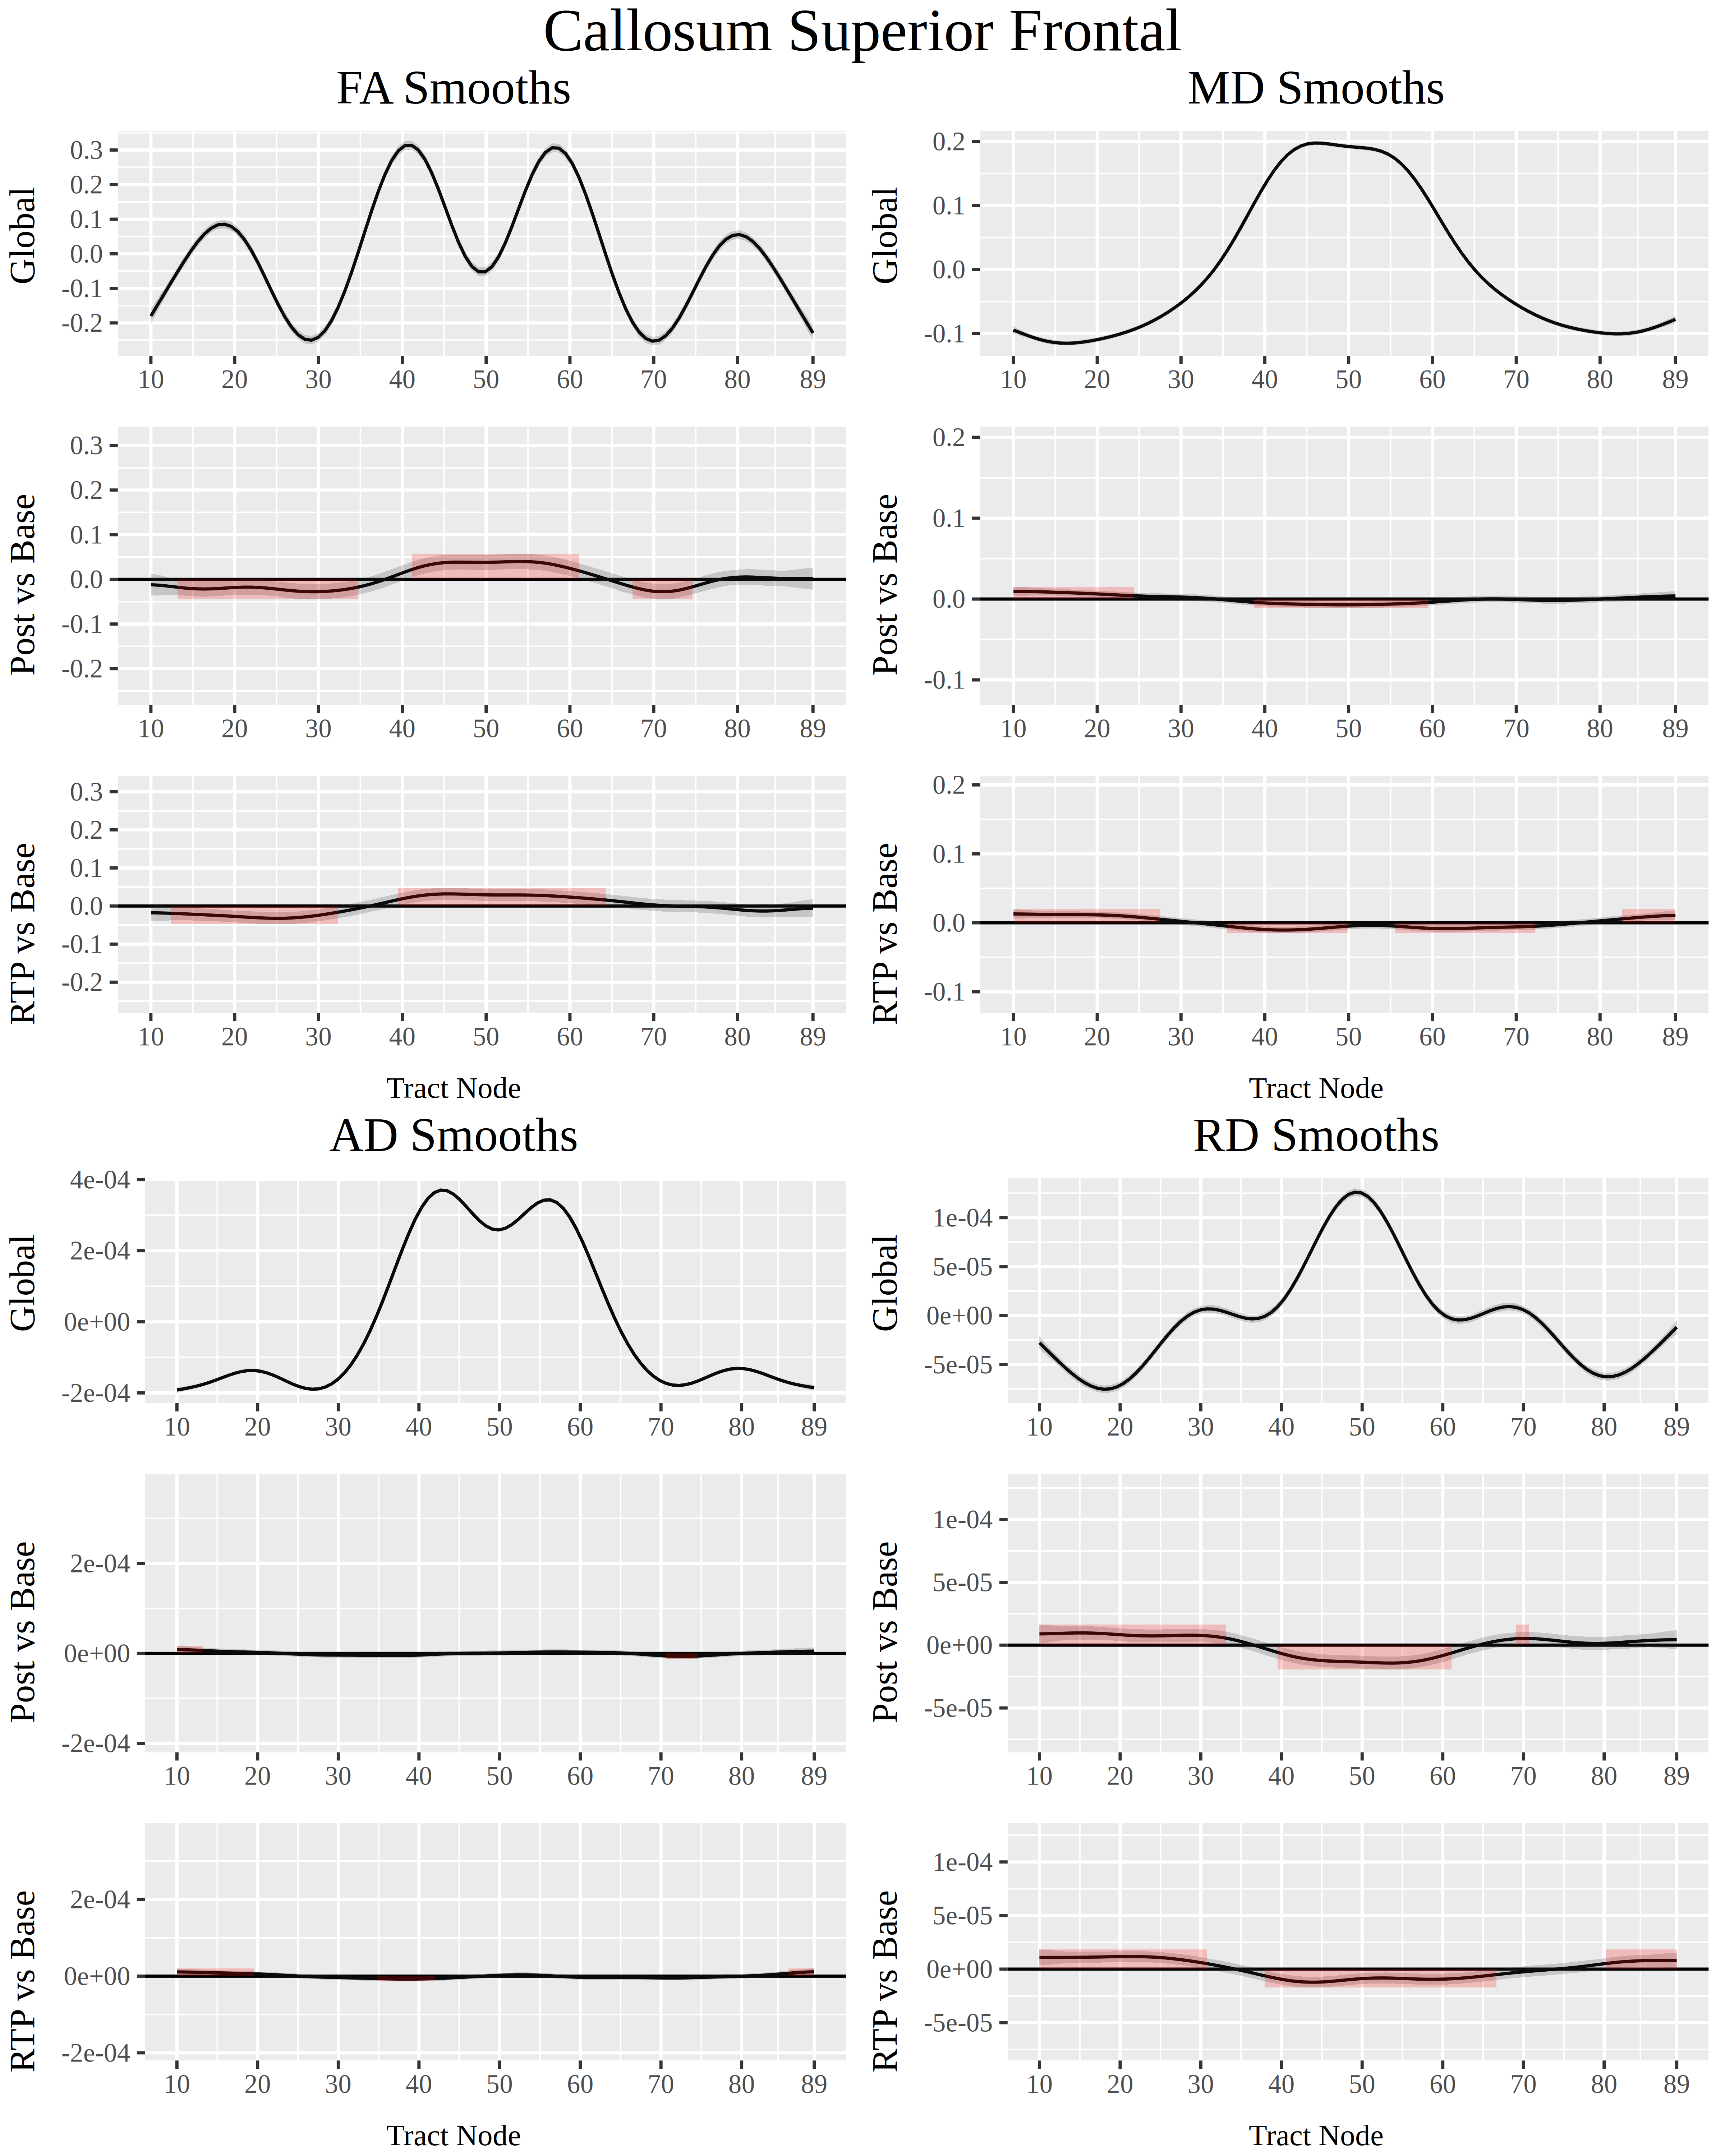 Callosum Superior Frontal
FA Smooths
Global
0.3
0.2
0.1
0.0
-0.1
-0.2
10 20 30 40 50 60 70 80 89
Post vs Base
0.3
0.2
0.1
0.0
-0.1
-0.2
10 20 30 40 50 60 70 80 89
RTP vs Base
0.3
0.2
0.1
0.0
-0.1
-0.2
10 20 30 40 50 60 70 80 89
Tract Node
MD Smooths
Global
0.2
0.1
0.0
-0.1
10 20 30 40 50 60 70 80 89
Post vs Base
0.2
0.1
0.0
-0.1
10 20 30 40 50 60 70 80 89
RTP vs Base
0.2
0.1
0.0
-0.1
10 20 30 40 50 60 70 80 89
Tract Node
AD Smooths
Global
4e-04
2e-04
0e+00
-2e-04
10 20 30 40 50 60 70 80 89
Post vs Base
2e-04
0e+00
-2e-04
10 20 30 40 50 60 70 80 89
RTP vs Base
2e-04
0e+00
-2e-04
10 20 30 40 50 60 70 80 89
Tract Node
RD Smooths
Global
1e-04
5e-05
0e+00
-5e-05
10 20 30 40 50 60 70 80 89
Post vs Base
1e-04
5e-05
0e+00
-5e-05
10 20 30 40 50 60 70 80 89
RTP vs Base
1e-04
5e-05
0e+00
-5e-05
10 20 30 40 50 60 70 80 89
Tract Node